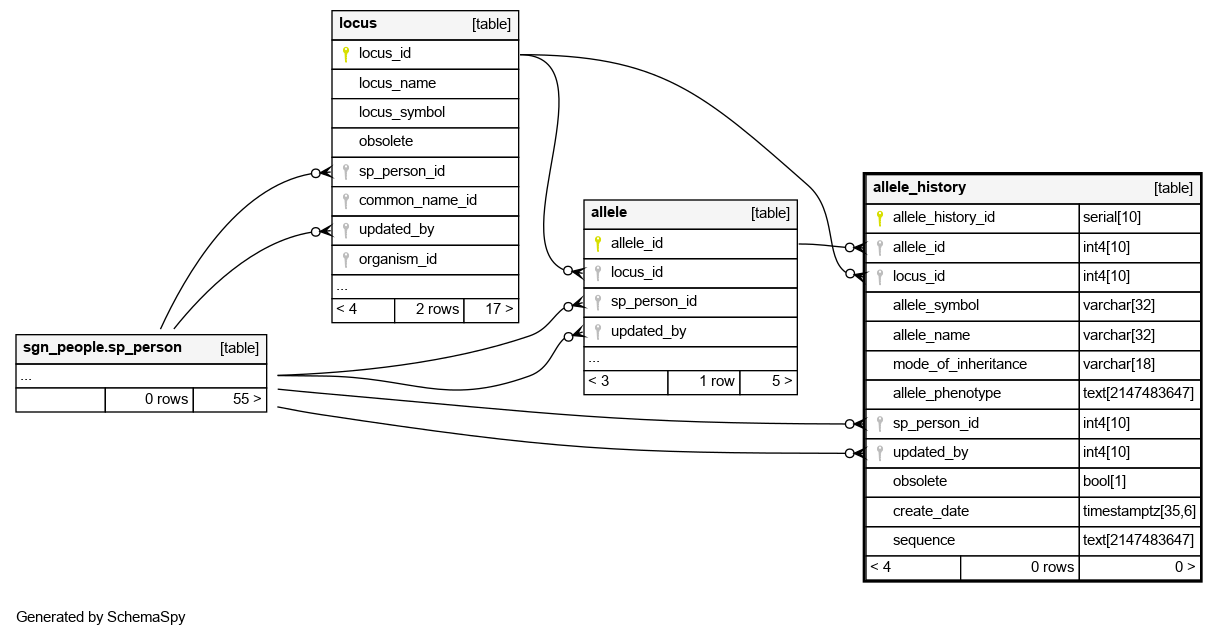 locus [table]
locus_id
locus_name
locus_symbol
obsolete
sp_person_id
common_name_id
updated_by
organism_id
...
< 4 2 rows 17 >
sgn_people.sp_person [table]
...
0 rows 55 >
allele [table]
allele_id
locus_id
sp_person_id
updated_by
...
< 3 1 row 5 >
allele_history [table]
allele_history_id serial[10]
allele_id int4[10]
locus_id int4[10]
allele_symbol varchar[32]
allele_name varchar[32]
mode_of_inheritance varchar[18]
allele_phenotype text[2147483647]
sp_person_id int4[10]
updated_by int4[10]
obsolete bool[1]
create_date timestamptz[35,6]
sequence text[2147483647]
< 4 0 rows 0 >
Generated by SchemaSpy